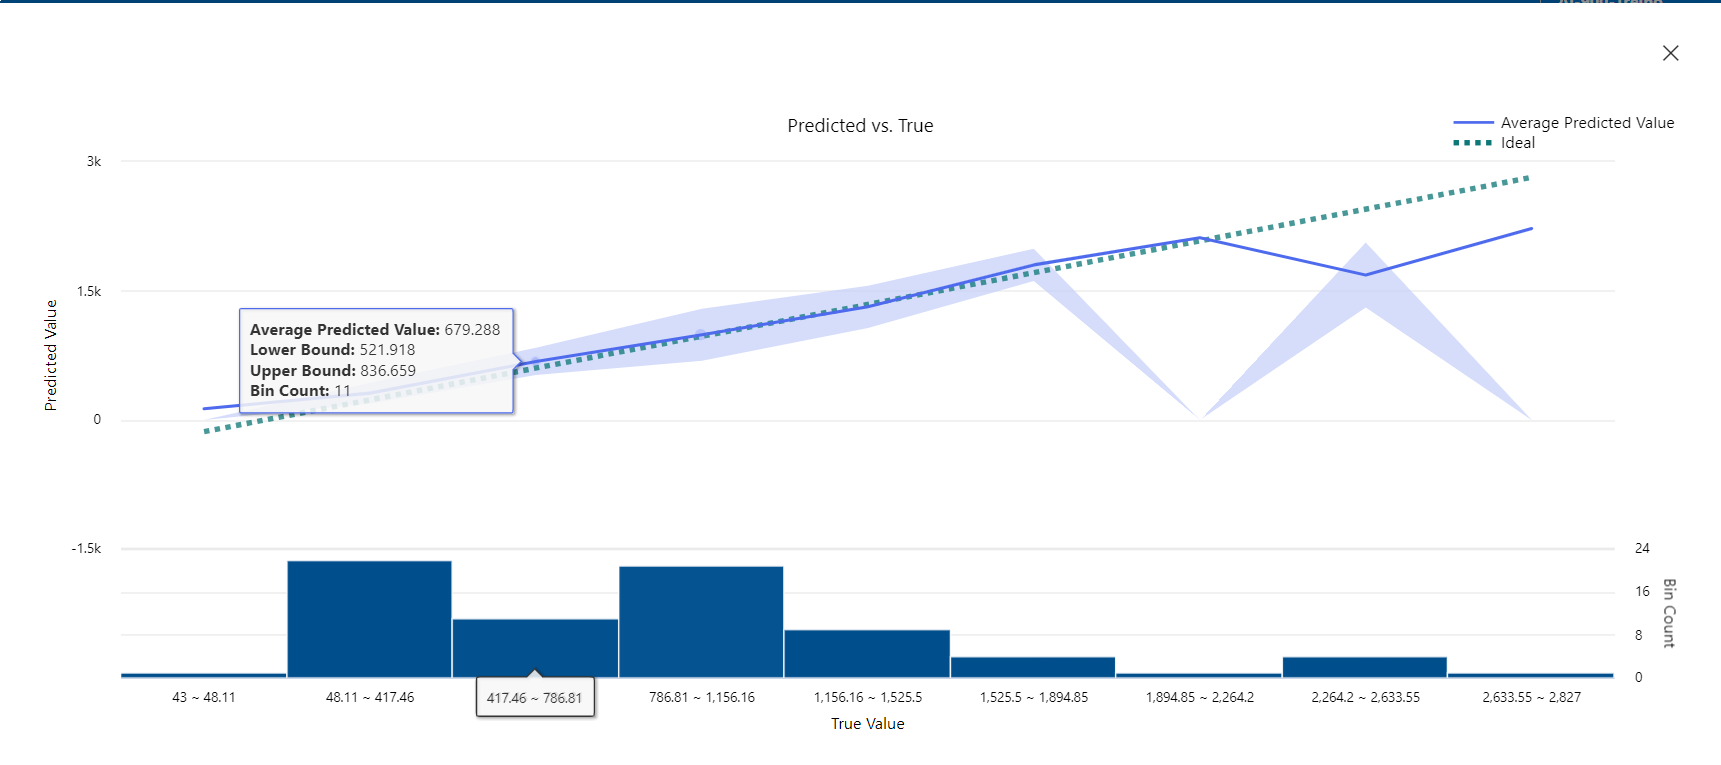 Predicted vs. True
Average Predicted Value
Ideal
3k
1.5k
0
-1.5k
Predicted Value
Average Predicted Value: 679.288
Lower Bound: 521.918
Upper Bound: 836.659
Bin Count: 11
24
16
8
0
Bin Count
43 ~ 48.11
48.11 ~ 417.46
417.46 ~ 786.81
786.81 ~ 1,156.16
1,156.16 ~ 1,525.5
1,525.5 ~ 1,894.85
1,894.85 ~ 2,264.2
2,264.2 ~ 2,633.55
2,633.55 ~ 2,827
True Value